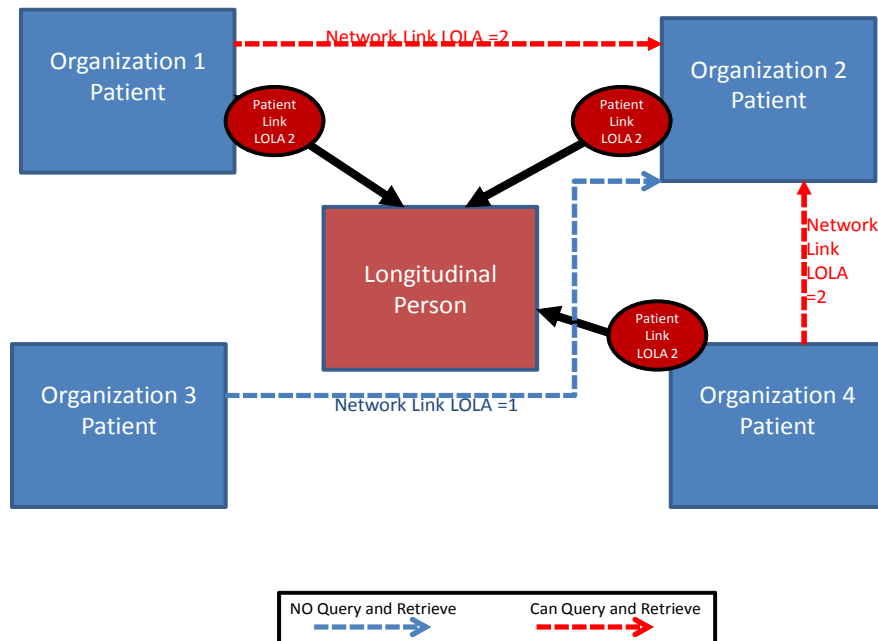 Network Link LOLA =2
Organization 1
Patient
Organization 2
Patient
Patient
Link
LOLA 2
Patient
Link
LOLA 2
Network
Link
LOLA
=2
Longitudinal
Person
Patient
Link
LOLA 2
Organization 3
Patient
Network Link LOLA =1
Organization 4
Patient
NO Query and Retrieve
Can Query and Retrieve